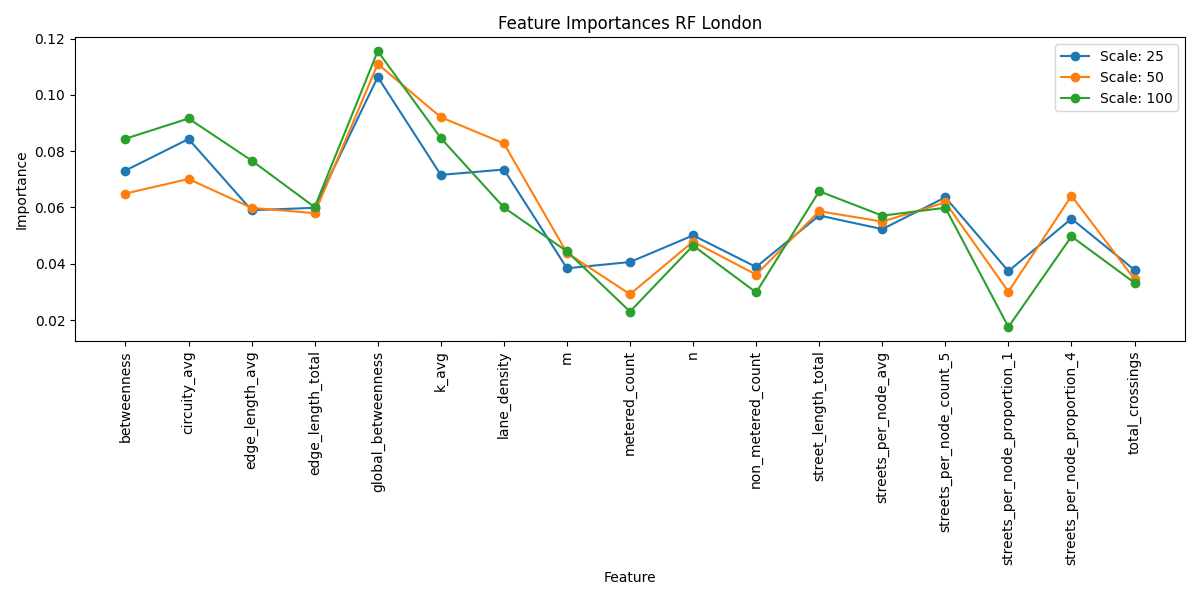 Feature Importances RF London
Importance
0.12
0.10
0.08
0.06
0.04
0.02
Scale: 25
Scale: 50
Scale: 100
betweenness
circuity_avg
edge_length_avg
edge_length_total
global_betweenness
k_avg
lane_density
m
metered_count
n
non_metered_count
street_length_total
streets_per_node_avg
streets_per_node_count_5
streets_per_node_proportion_1
streets_per_node_proportion_4
total_crossings
Feature